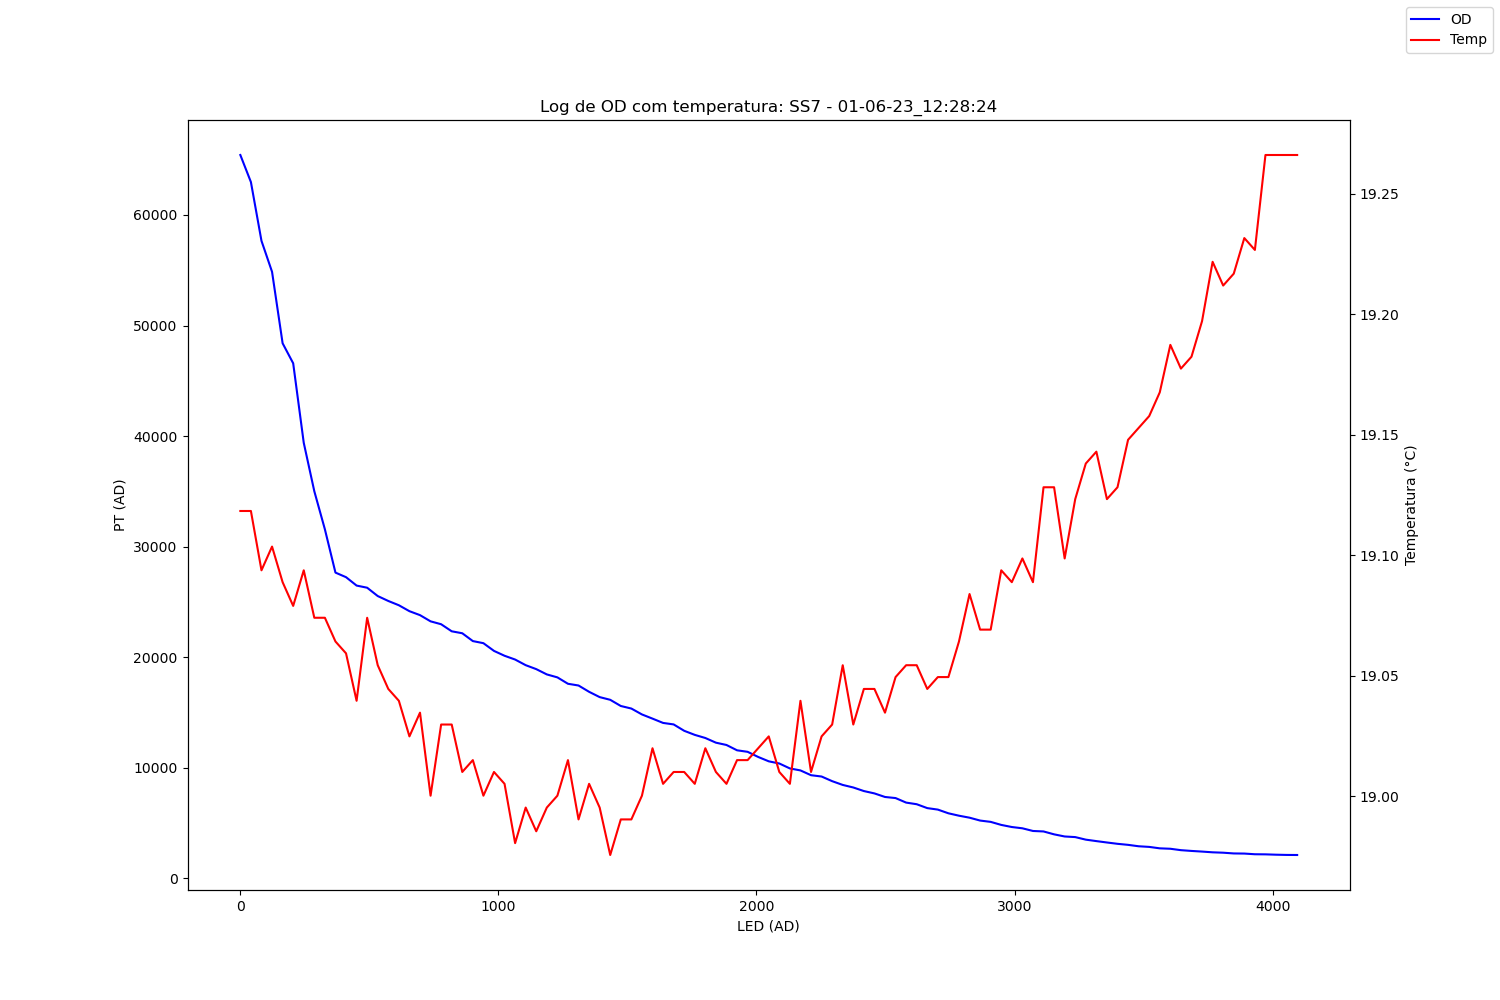 OD
Temp
Log de OD com temperatura: SS7 - 01-06-23_12:28:24
60000
50000
40000
30000
20000
10000
0
PT (AD)
19.25
19.20
19.15
19.10
19.05
19.00
Temperatura (°C)
0 1000 2000 3000 4000
LED (AD)